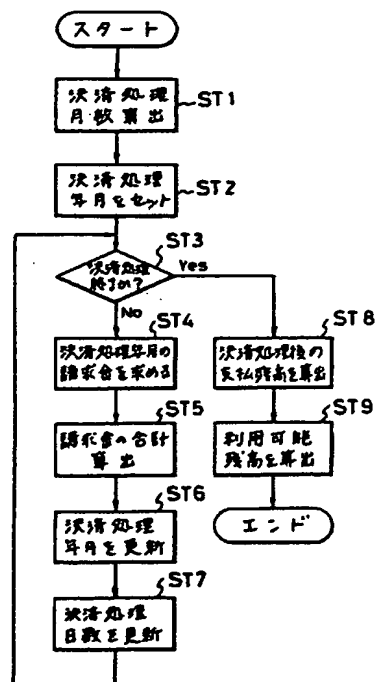 スタート
決済処理
月数算出
ST1
決済処理
年月をセット
ST2
ST3
決済処理
終了か?
Yes
No
ST4
決済処理年月の
請求金を求める
ST5
請求金の合計
算出
ST6
決済処理
年月を更新
ST7
決済処理
日数を更新
ST8
決済処理後の
支払残高を算出
ST9
利用可能
残高を算出
エンド